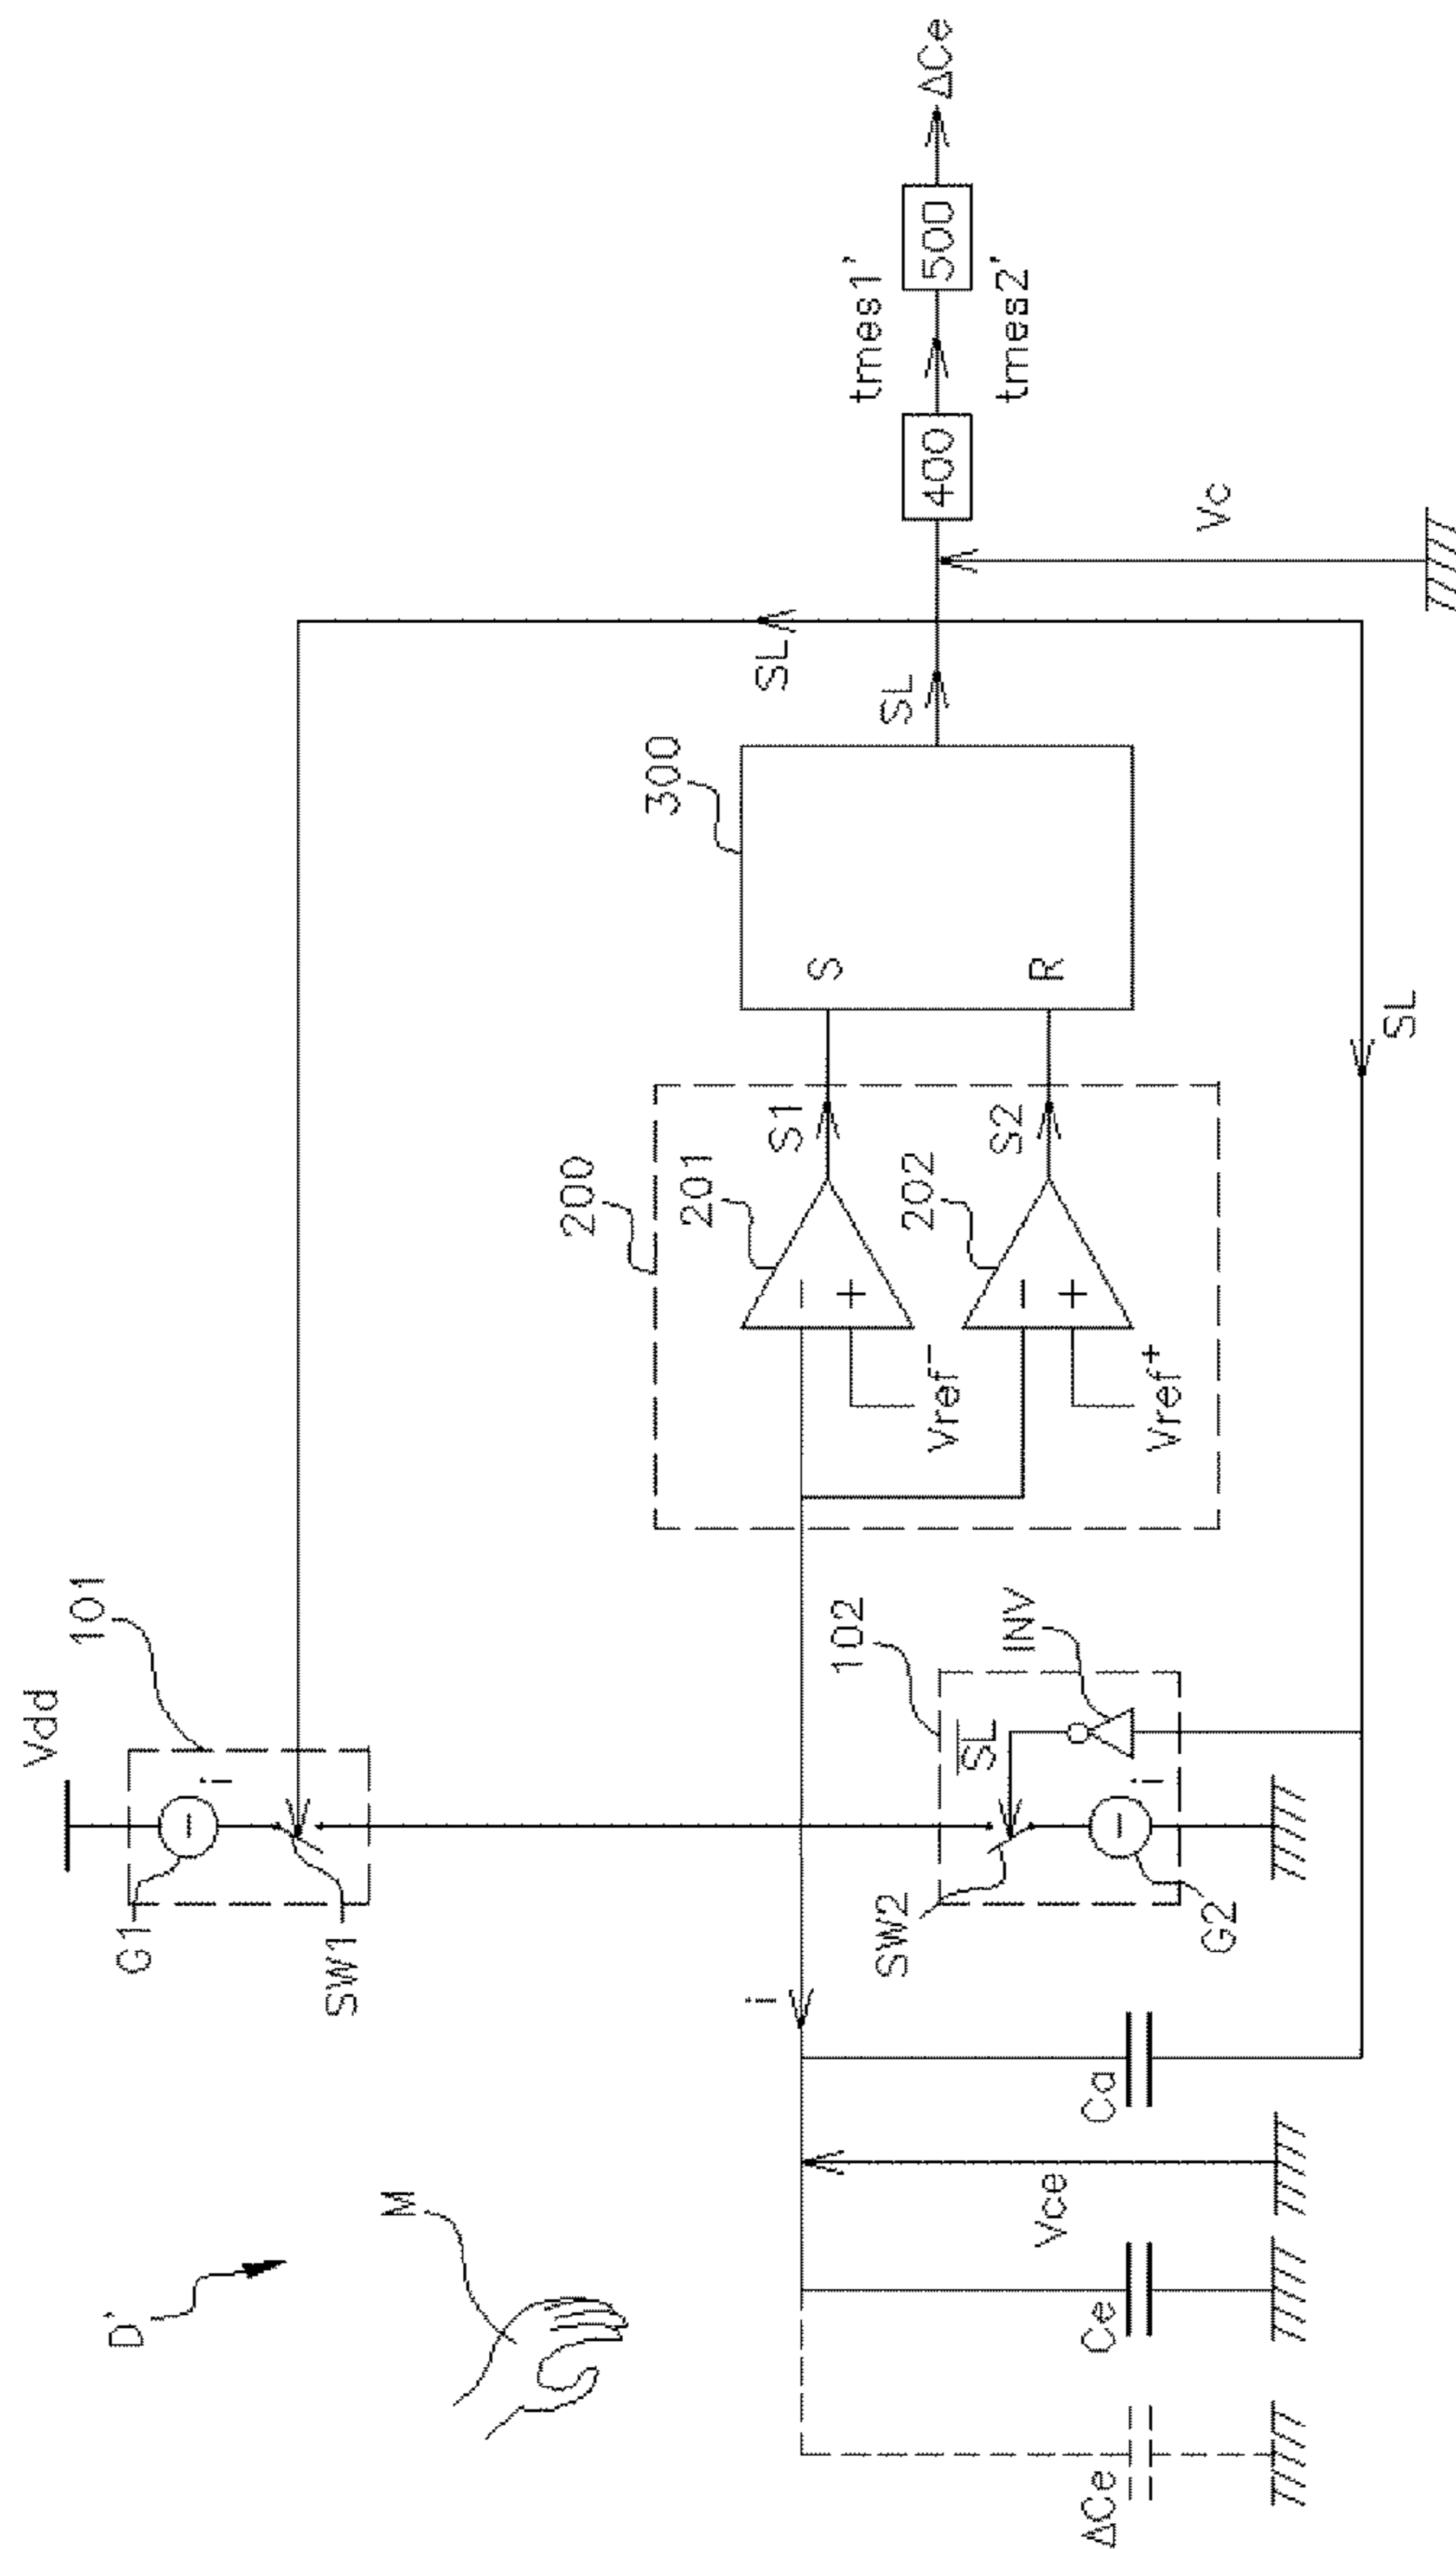 D'
M
Vdd
101
G1
i
SW1
SL
200
201
S1
300
S
SL
tmes1'
400
500
ΔCe
tmes2'
Vref-
202
S2
R
Vref+
Vc
i
102
SL
INV
SW2
i
G2
SL
ΔCe
Ce
Vce
Ca